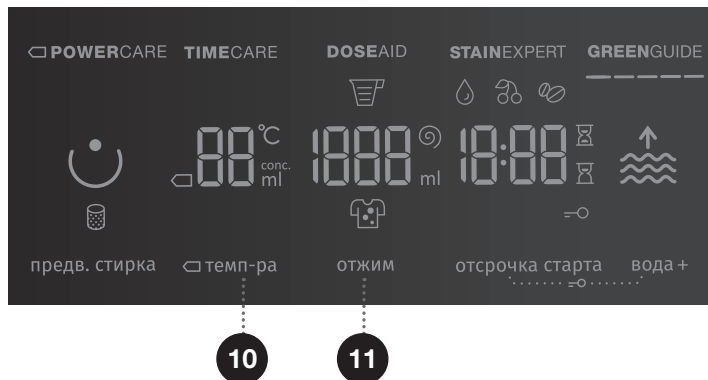 POWERCARE TIMECARE DOSEAID STAINEXPERT GREENGUIDE
88 °C conc. ml 1888 ml 18:88
предв. стирка темп-ра отжим отсрочка старта вода +
10 11